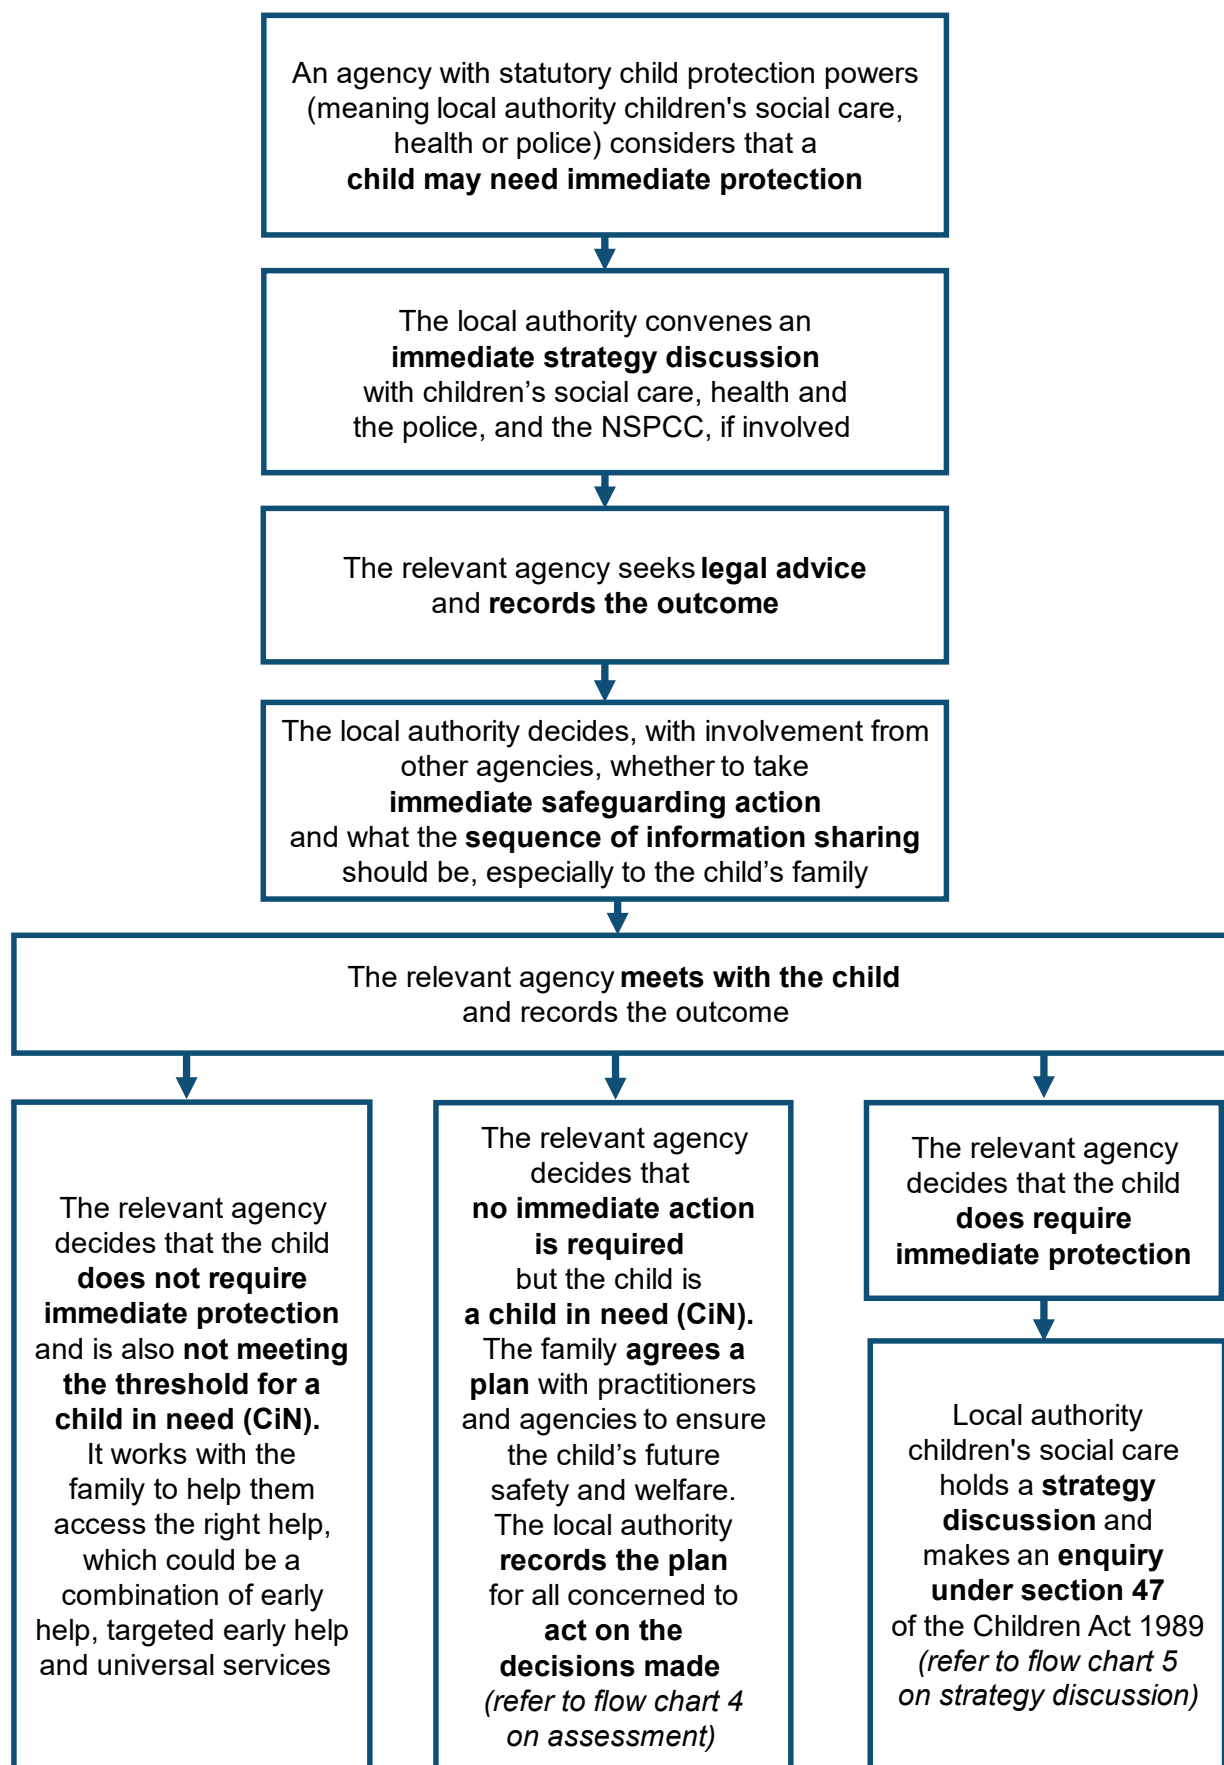 An agency with statutory child protection powers
(meaning local authority children's social care,
health or police) considers that a
child may need immediate protection
The local authority convenes an
immediate strategy discussion
with children’s social care, health and
the police, and the NSPCC, if involved
The relevant agency seeks legal advice
and records the outcome
The local authority decides, with involvement from
other agencies, whether to take
immediate safeguarding action
and what the sequence of information sharing
should be, especially to the child’s family
The relevant agency meets with the child
and records the outcome
The relevant agency
decides that the child
does not require
immediate protection
and is also not meeting
the threshold for a
child in need (CiN).
It works with the
family to help them
access the right help,
which could be a
combination of early
help, targeted early help
and universal services
The relevant agency
decides that
no immediate action
is required
but the child is
a child in need (CiN).
The family agrees a
plan with practitioners
and agencies to ensure
the child’s future
safety and welfare.
The local authority
records the plan
for all concerned to
act on the
decisions made
(refer to flow chart 4
on assessment)
The relevant agency
decides that the child
does require
immediate protection
Local authority
children's social care
holds a strategy
discussion and
makes an enquiry
under section 47
of the Children Act 1989
(refer to flow chart 5
on strategy discussion)